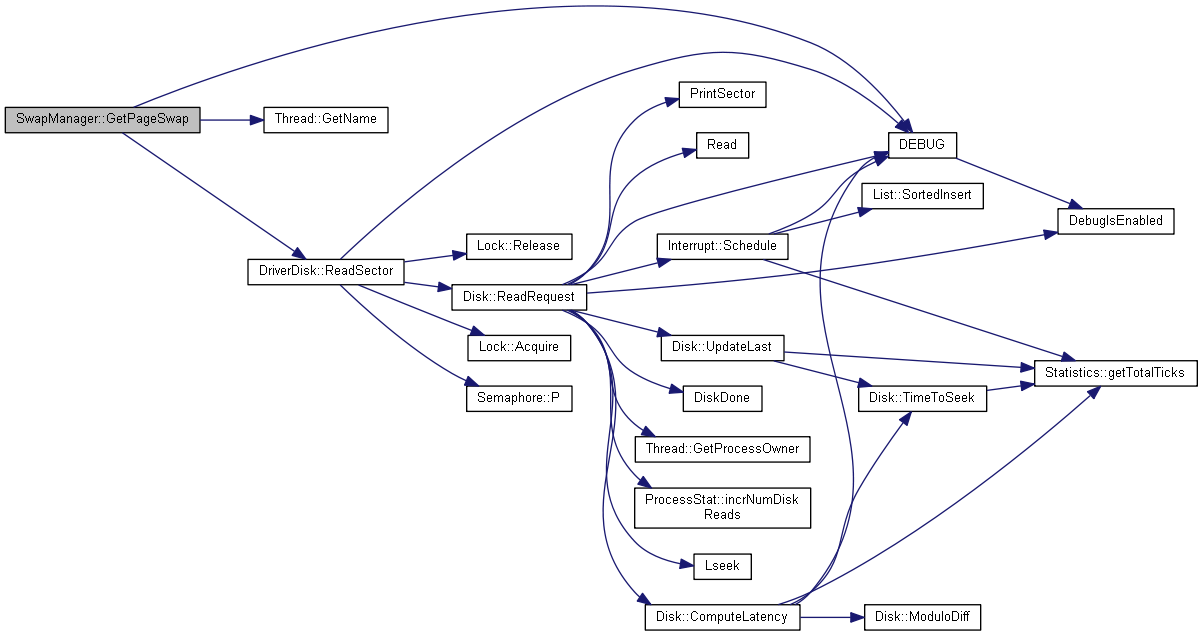 SwapManager::GetPageSwap
Thread::GetName
DriverDisk::ReadSector
Lock::Release
Disk::ReadRequest
Lock::Acquire
Semaphore::P
PrintSector
Read
Interrupt::Schedule
Disk::UpdateLast
DiskDone
Thread::GetProcessOwner
ProcessStat::incrNumDisk
Reads
Lseek
Disk::ComputeLatency
DEBUG
List::SortedInsert
Disk::TimeToSeek
Disk::ModuloDiff
DebugIsEnabled
Statistics::getTotalTicks